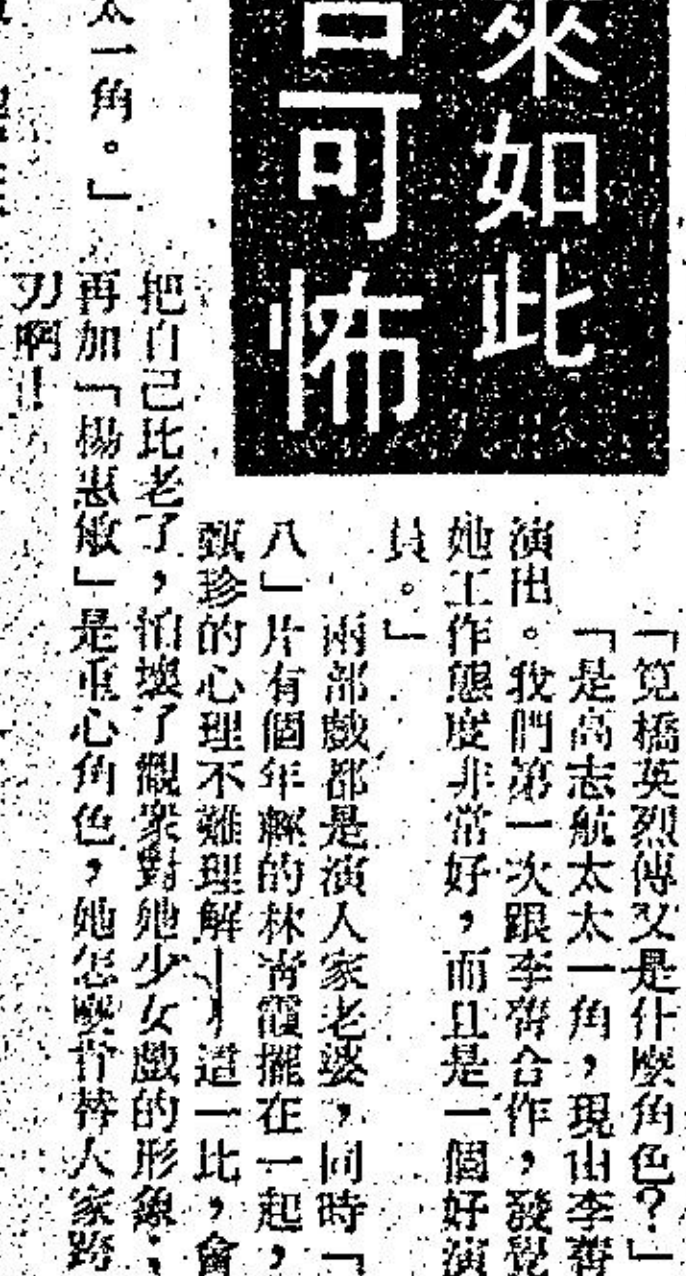 來如此
可怖
「筧橋英烈傳又是什麼角色?」
「是高志航太太一角,現由李菁
演出。我們第一次跟李菁合作,發覺
她工作態度非常好,而且是一個好演
員。」
兩部戲都是演人家老婆,同時「
八」片有個年輕的林青霞擺在一起,
甄珍的心理不難理解——這一比,會
把自己比老了,怕壞了觀衆對她少女戲的形象;
再加「楊惠敏」是重心角色,她怎麼肯替人家跨
刀啊!
太一角。」